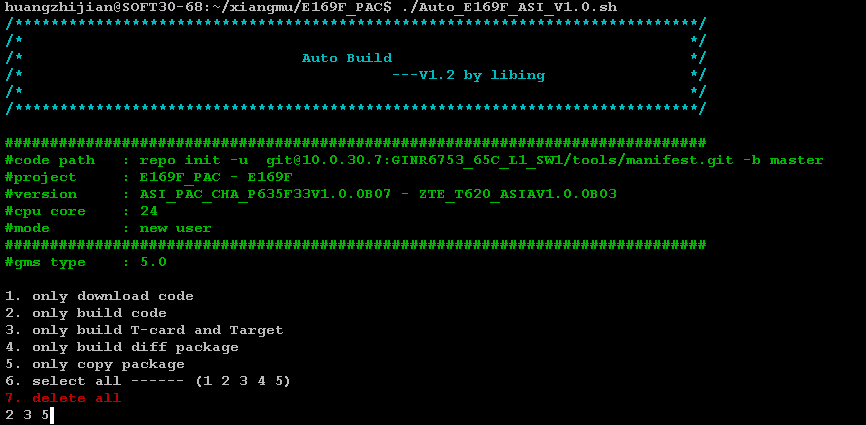 huangzhijian@SOFT30-68:~/xiangmu/E169F_PAC$ ./Auto_E169F_ASI_V1.0.sh
/****************************************************************************/
/*                                                                          */
/*                               Auto Build                                 */
/*                                         ---V1.2 by libing                */
/*                                                                          */
/****************************************************************************/
##############################################################################
#code path   : repo init -u  git@10.0.30.7:GINR6753_65C_L1_SW1/tools/manifest.git -b master
#project     : E169F_PAC - E169F
#version     : ASI_PAC_CHA_P635F33V1.0.0B07 - ZTE_T620_ASIAV1.0.0B03
#cpu core    : 24
#mode        : new user
##############################################################################
#gms type    : 5.0
1. only download code
2. only build code
3. only build T-card and Target
4. only build diff package
5. only copy package
6. select all ------ (1 2 3 4 5)
7. delete all
2 3 5